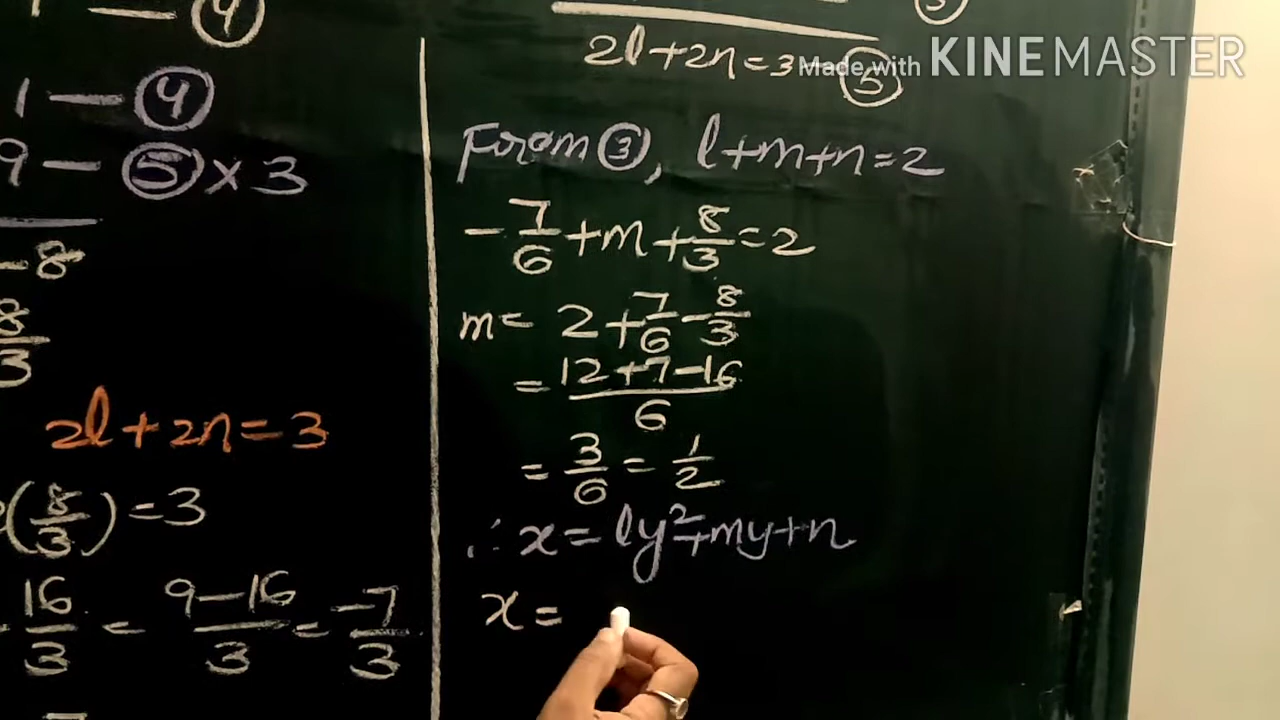 1 — ④
1 — ④
9 — ⑤×3
-8
8/3
2l+2n=3
(8/3)=3
16/3 = 9-16/3 = -7/3
2l+2n=3 — ⑤
Made with KINEMASTER
From ③, l+m+n=2
-7/6+m+8/3=2
m= 2+7/6-8/3
= 12+7-16/6
= 3/6 = 1/2
∴ x=ly²+my+n
x=